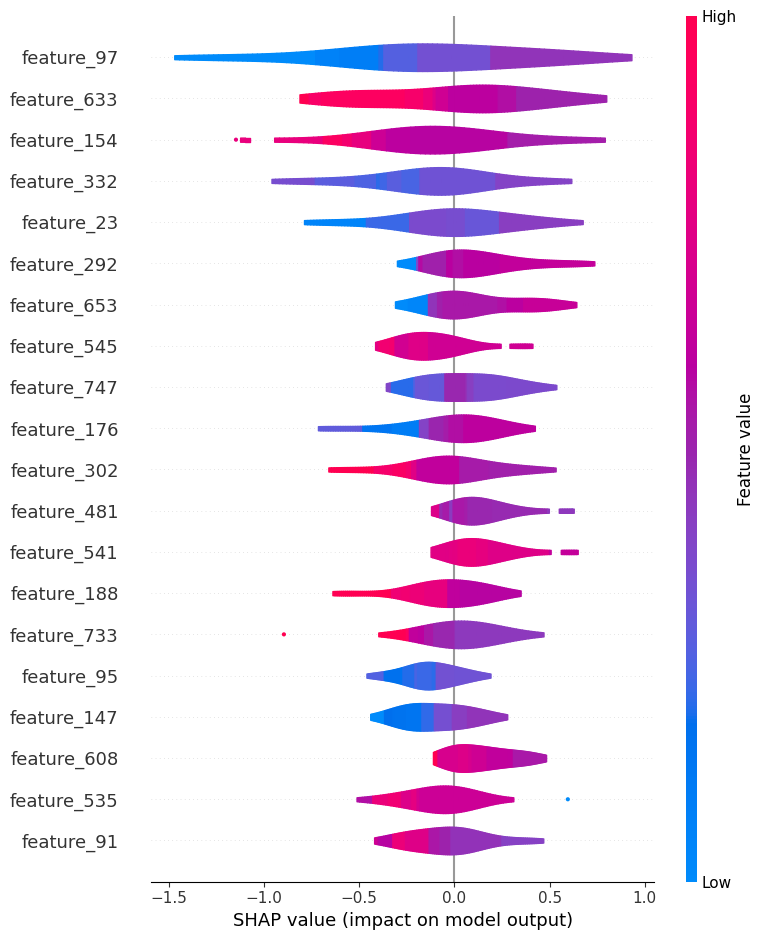 High
feature_97
feature_633
feature_154
feature_332
feature_23
feature_292
feature_653
feature_545
feature_747
feature_176
feature_302
feature_481
feature_541
feature_188
feature_733
feature_95
feature_147
feature_608
feature_535
feature_91
Feature value
Low
−1.5 −1.0 −0.5 0.0 0.5 1.0
SHAP value (impact on model output)